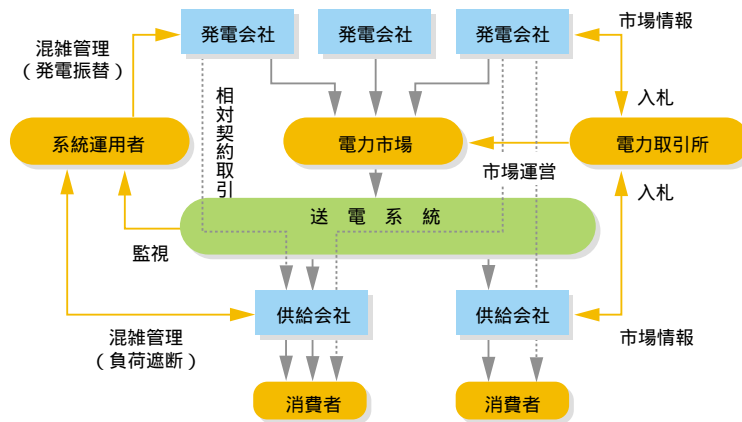 混雑管理
(発電振替)
発電会社
発電会社
発電会社
市場情報
相対契約取引
入札
系統運用者
電力市場
電力取引所
市場運営
入札
送電系統
監視
供給会社
供給会社
混雑管理
(負荷遮断)
市場情報
消費者
消費者